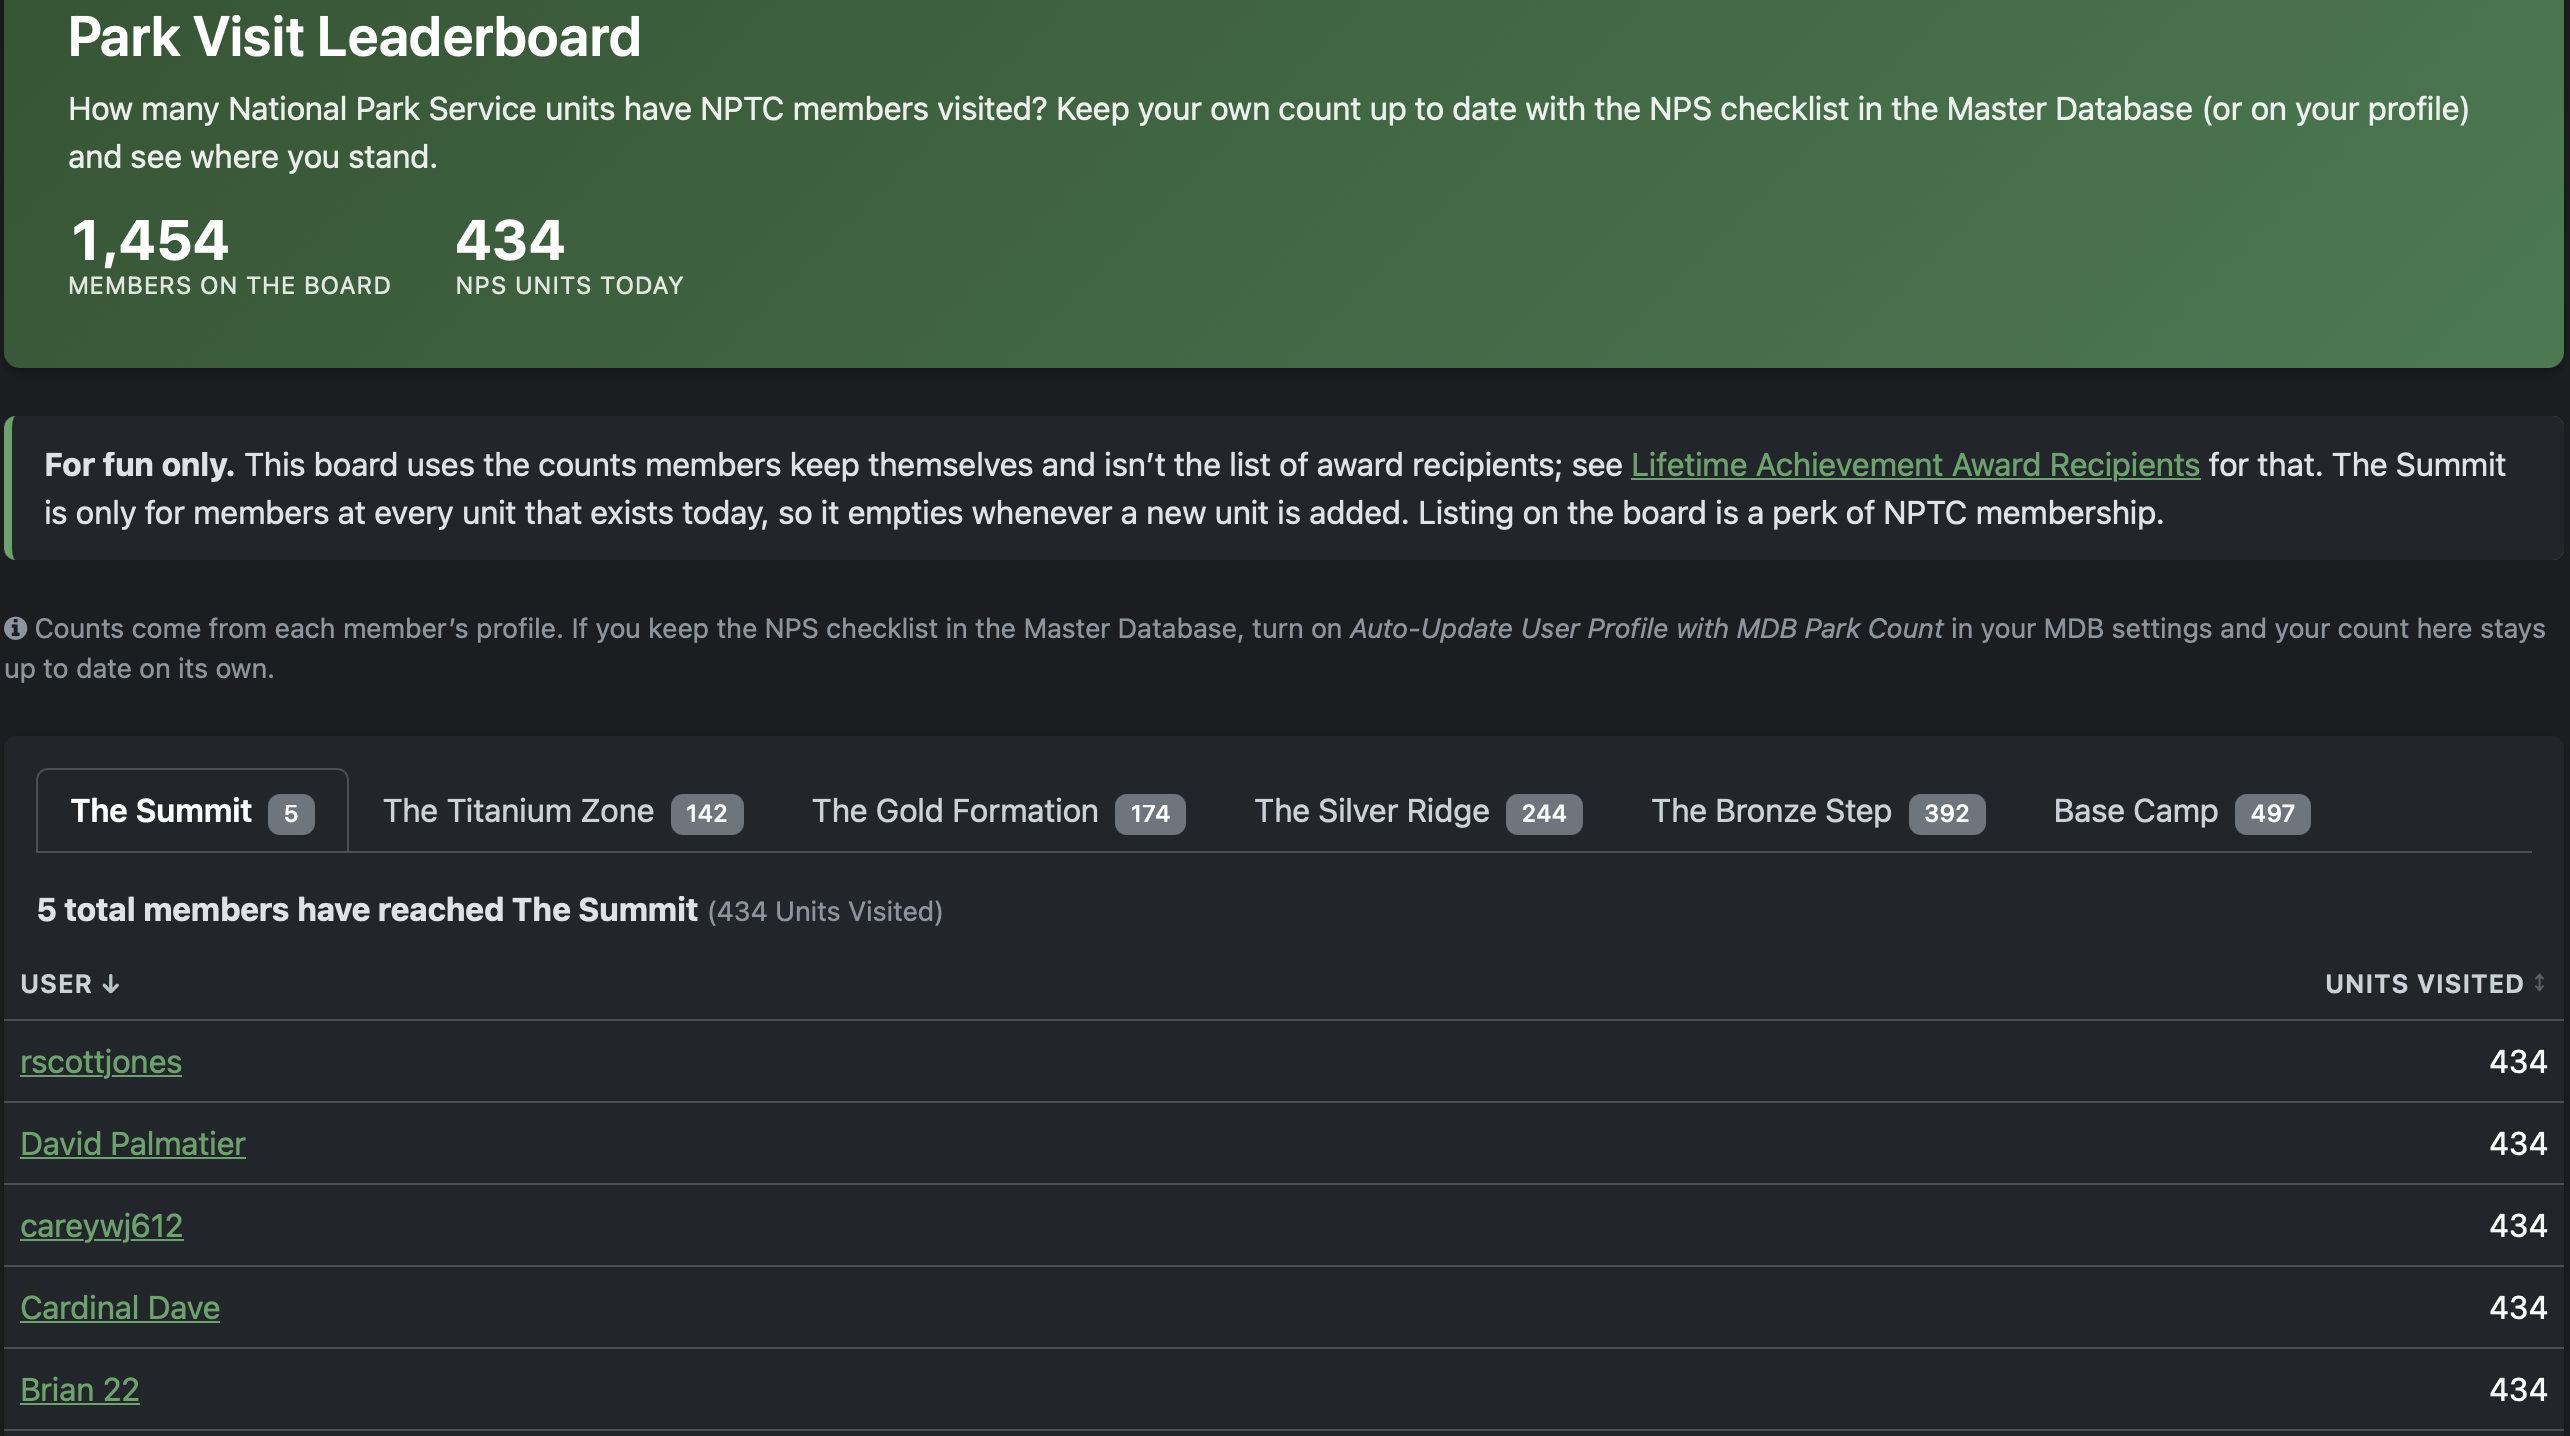 Park Visit Leaderboard
How many National Park Service units have NPTC members visited? Keep your own count up to date with the NPS checklist in the Master Database (or on your profile)
and see where you stand.
1,454 434
MEMBERS ON THE BOARD NPS UNITS TODAY
For fun only. This board uses the counts members keep themselves and isn’t the list of award recipients; see Lifetime Achievement Award Recipients for that. The Summit
is only for members at every unit that exists today, so it empties whenever a new unit is added. Listing on the board is a perk of NPTC membership.
Counts come from each member’s profile. If you keep the NPS checklist in the Master Database, turn on Auto-Update User Profile with MDB Park Count in your MDB settings and your count here stays
up to date on its own.
The Summit 5 The Titanium Zone 142 The Gold Formation 174 The Silver Ridge 244 The Bronze Step 392 Base Camp 497
5 total members have reached The Summit (434 Units Visited)
USER UNITS VISITED
rscottjones 434
David Palmatier 434
careywj612 434
Cardinal Dave 434
Brian 22 434